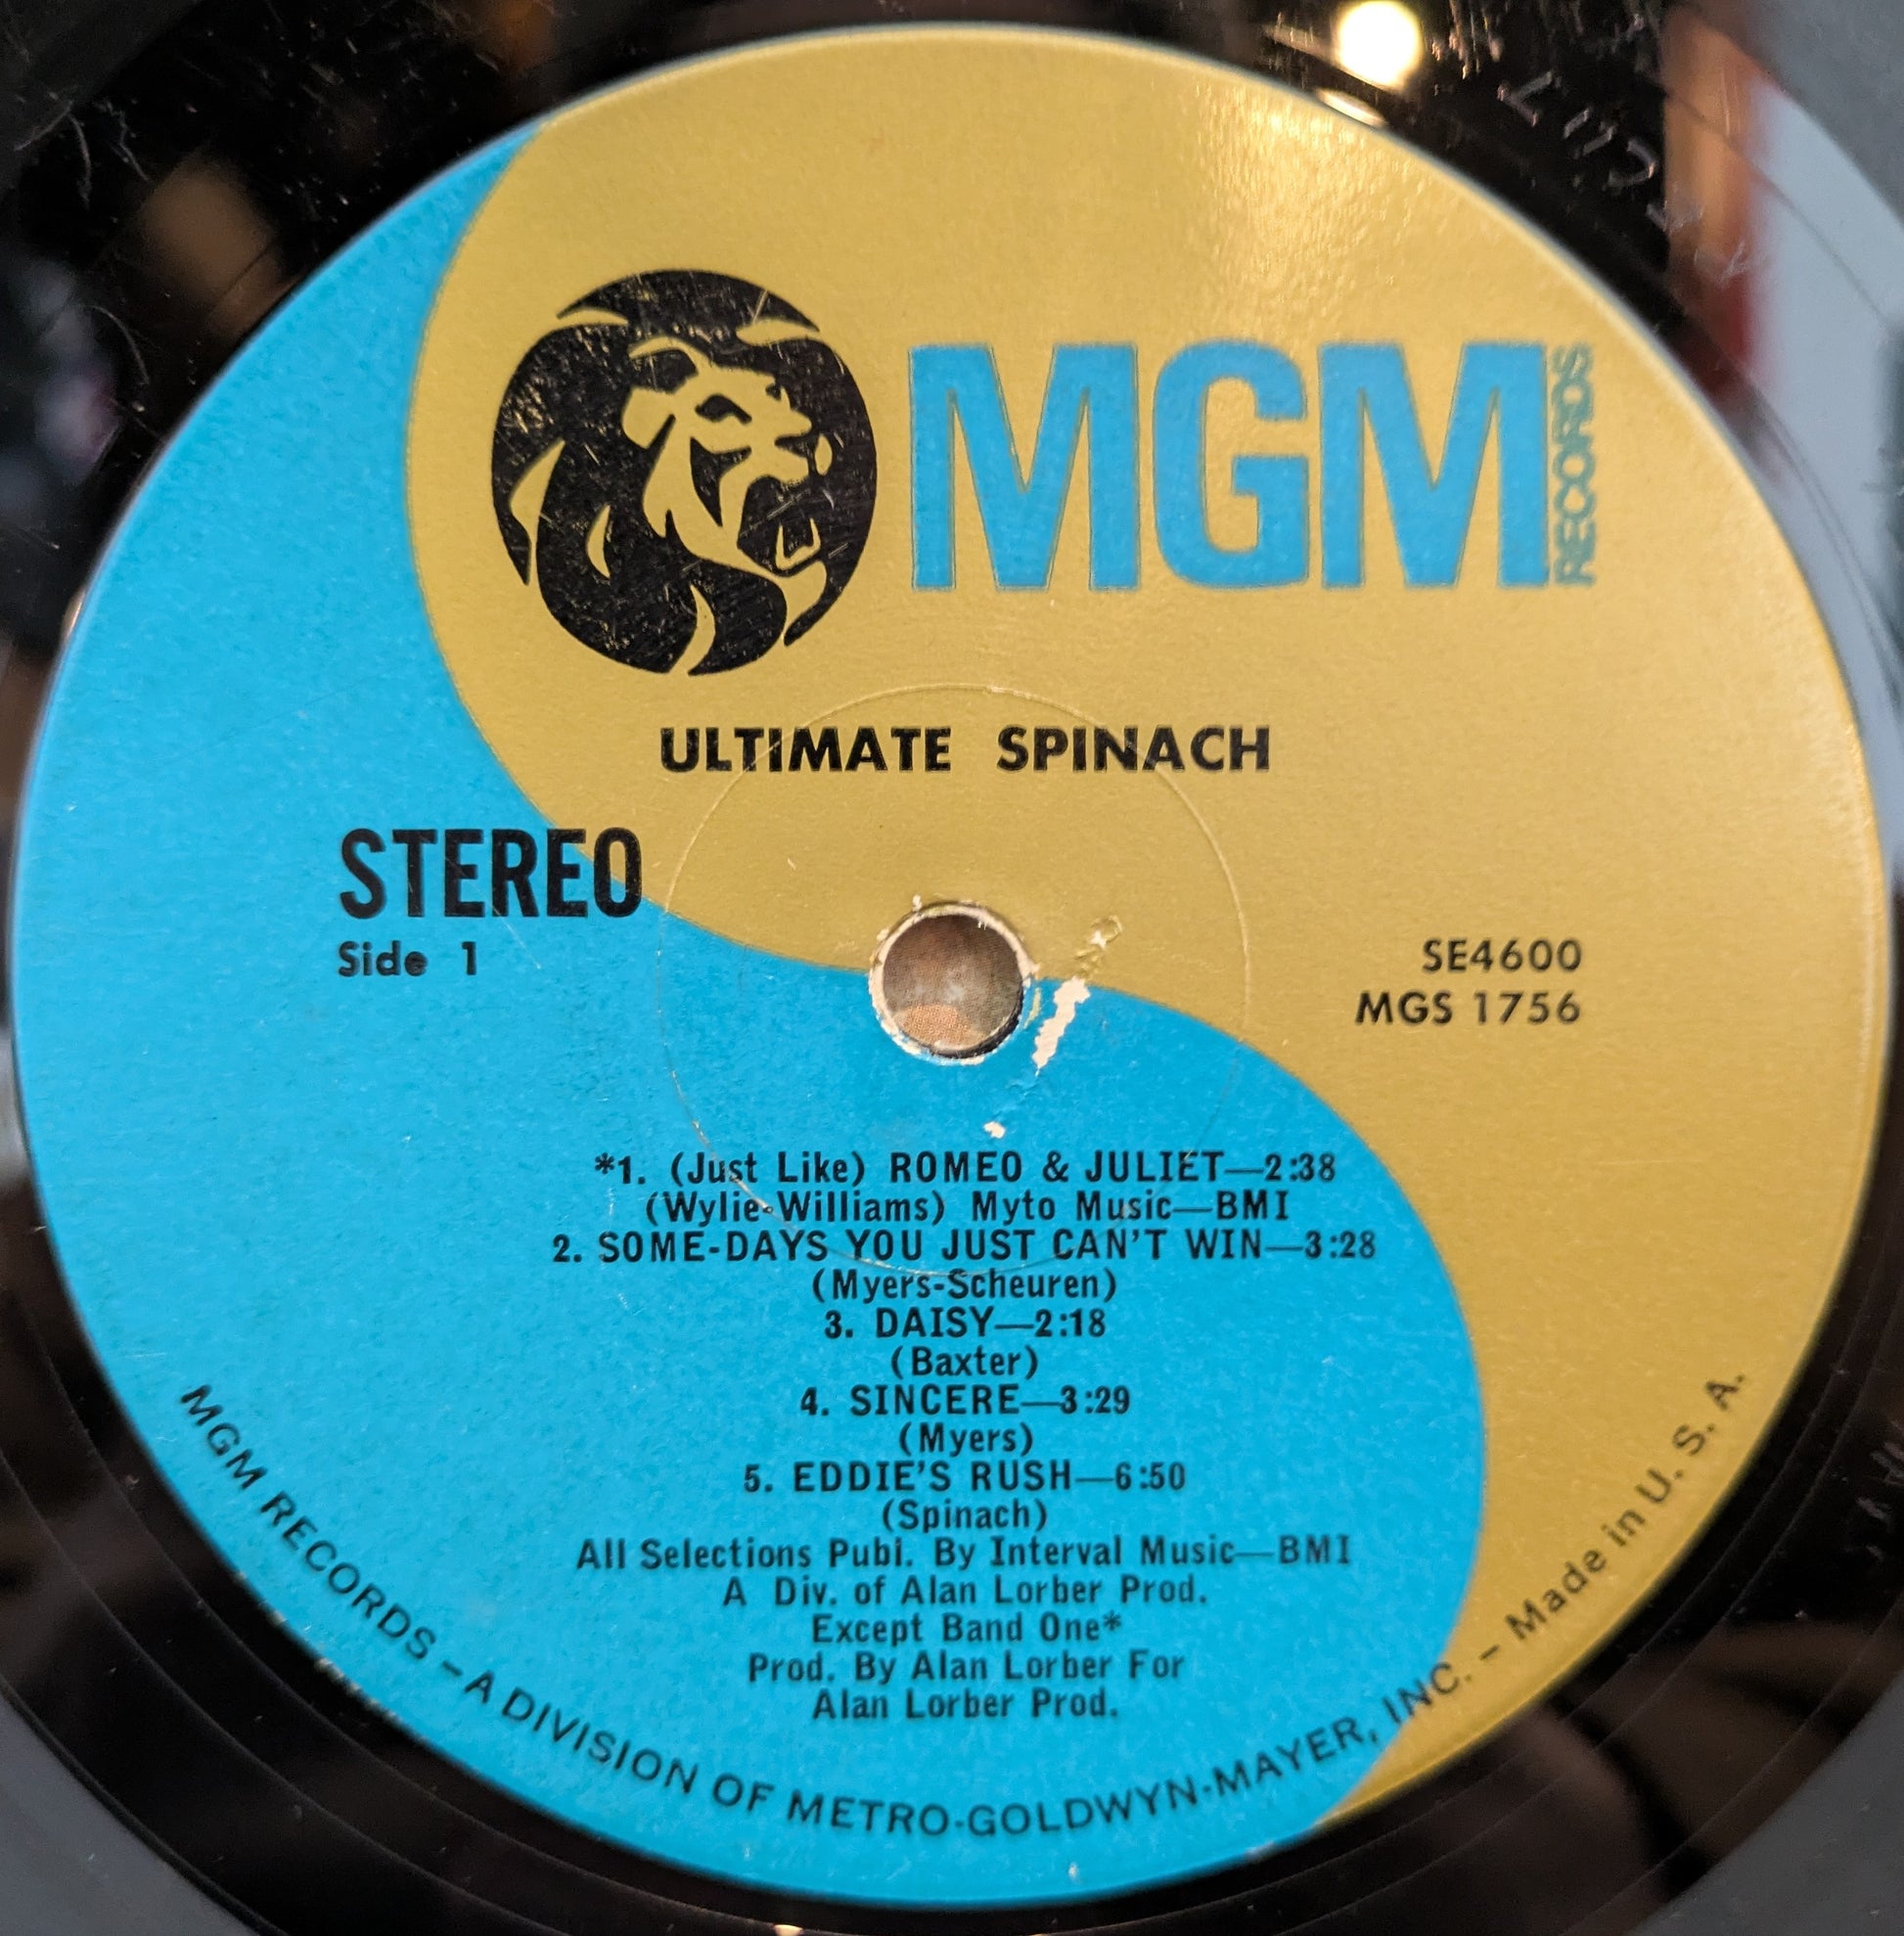 MGM RECORDS
ULTIMATE SPINACH
STEREO
Side 1
SE4600
MGS 1756
*1. (Just Like) ROMEO & JULIET—2:38
(Wylie-Williams) Myto Music—BMI
2. SOME-DAYS YOU JUST CAN'T WIN—3:28
(Myers-Scheuren)
3. DAISY—2:18
(Baxter)
4. SINCERE—3:29
(Myers)
5. EDDIE'S RUSH—6:50
(Spinach)
All Selections Publ. By Interval Music—BMI
A Div. of Alan Lorber Prod.
Except Band One*
Prod. By Alan Lorber For
Alan Lorber Prod.
MGM RECORDS – A DIVISION OF METRO-GOLDWYN-MAYER, INC. – Made in U. S. A.